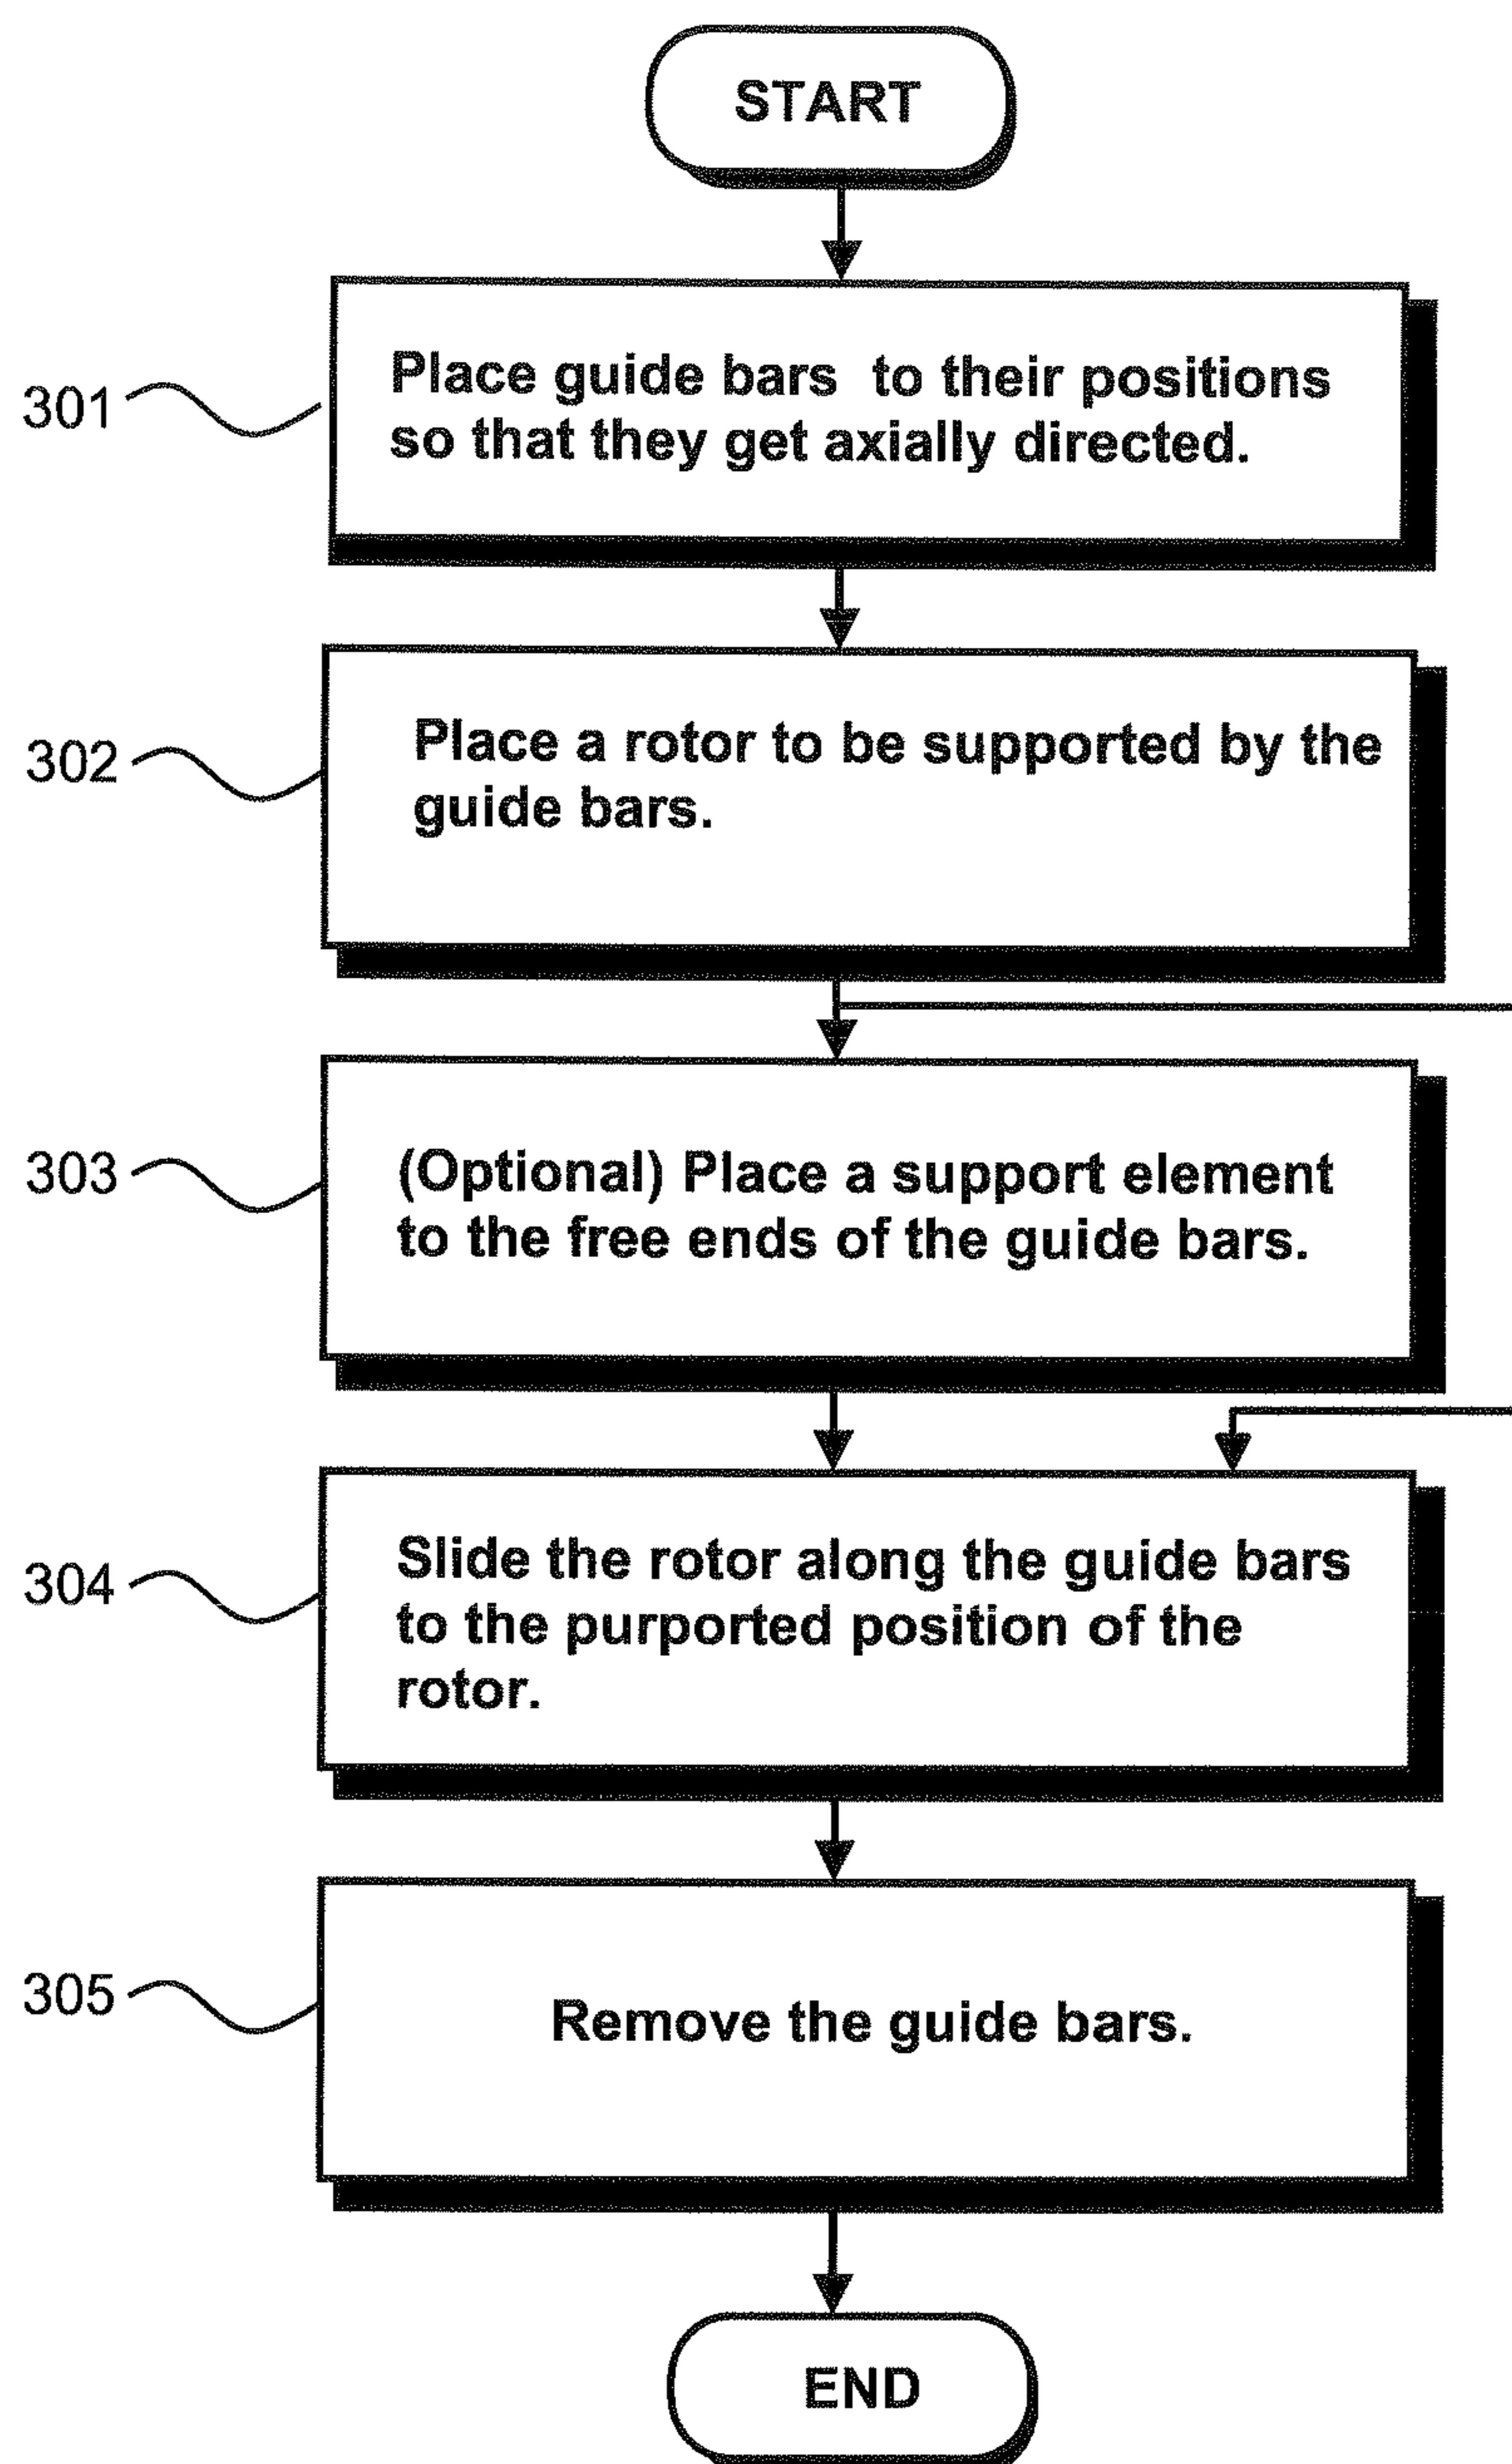 START
301
Place guide bars to their positions
so that they get axially directed.
302
Place a rotor to be supported by the
guide bars.
303
(Optional) Place a support element
to the free ends of the guide bars.
304
Slide the rotor along the guide bars
to the purported position of the
rotor.
305
Remove the guide bars.
END